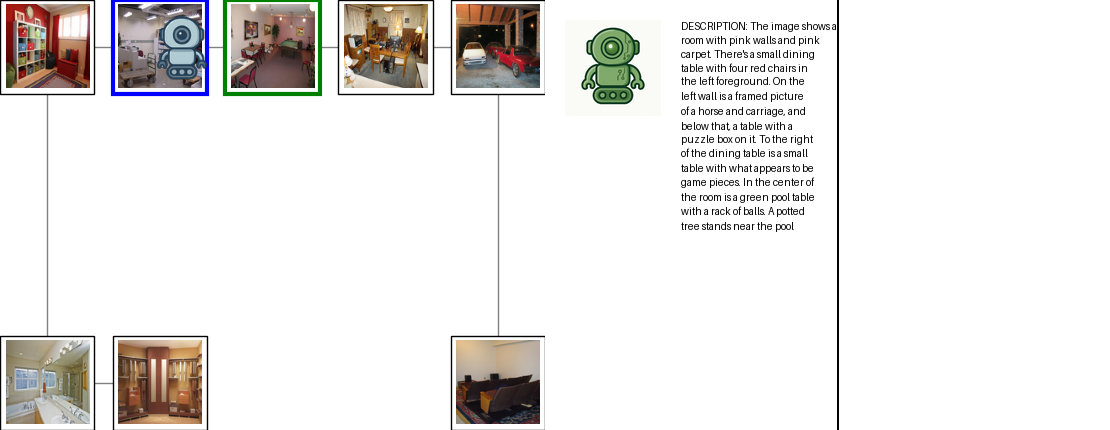 DESCRIPTION: The image shows a
room with pink walls and pink
carpet. There's a small dining
table with four red chairs in
the left foreground. On the
left wall is a framed picture
of a horse and carriage, and
below that, a table with a
puzzle box on it. To the right
of the dining table is a small
table with what appears to be
game pieces. In the center of
the room is a green pool table
with a rack of balls. A potted
tree stands near the pool